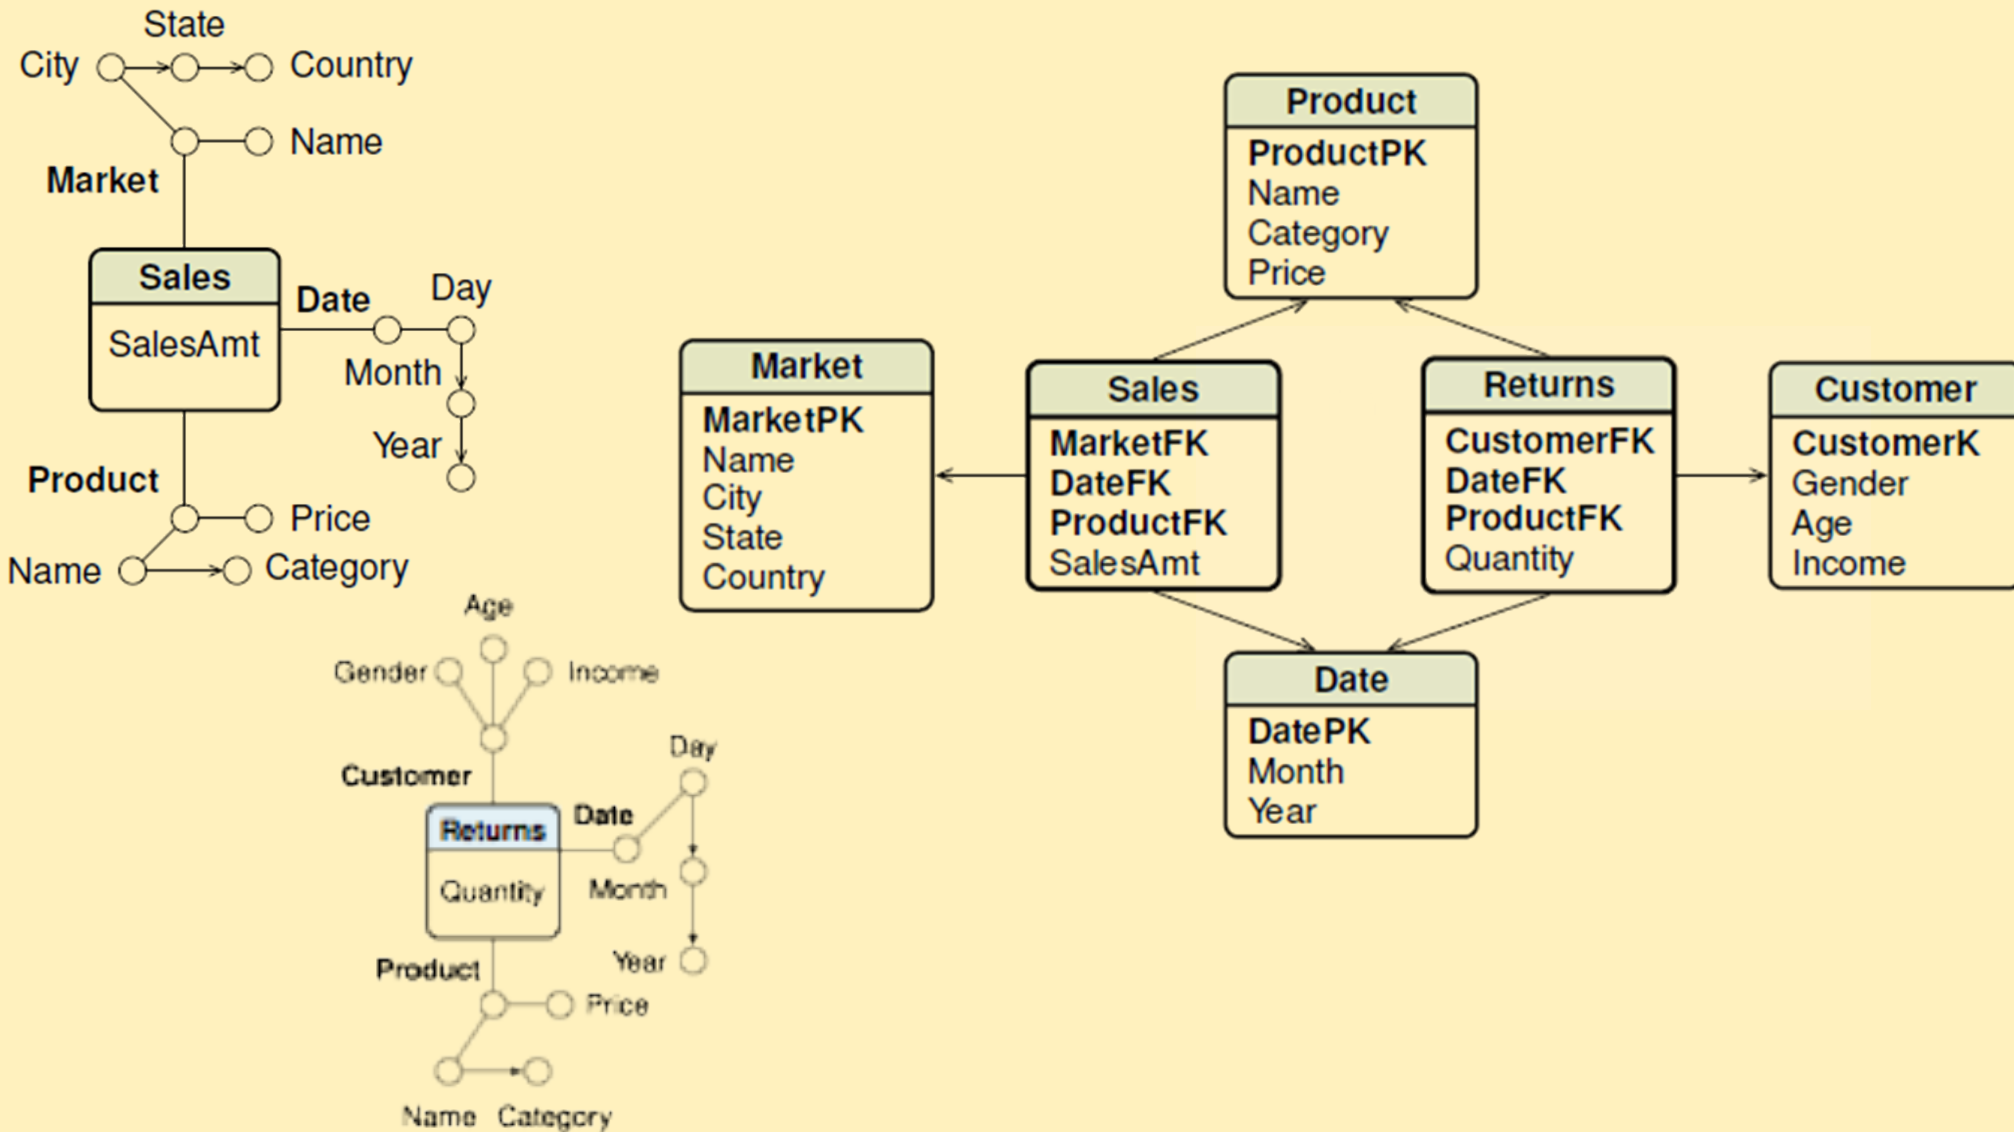 State
City
Country
Name
Market
Sales
SalesAmt
Date
Day
Month
Year
Product
Price
Name
Category
Age
Gender
Income
Customer
Day
Returns
Date
Quantity
Month
Product
Year
Price
Name
Category
Product
ProductPK
Name
Category
Price
Market
MarketPK
Name
City
State
Country
Sales
MarketFK
DateFK
ProductFK
SalesAmt
Returns
CustomerFK
DateFK
ProductFK
Quantity
Customer
CustomerK
Gender
Age
Income
Date
DatePK
Month
Year